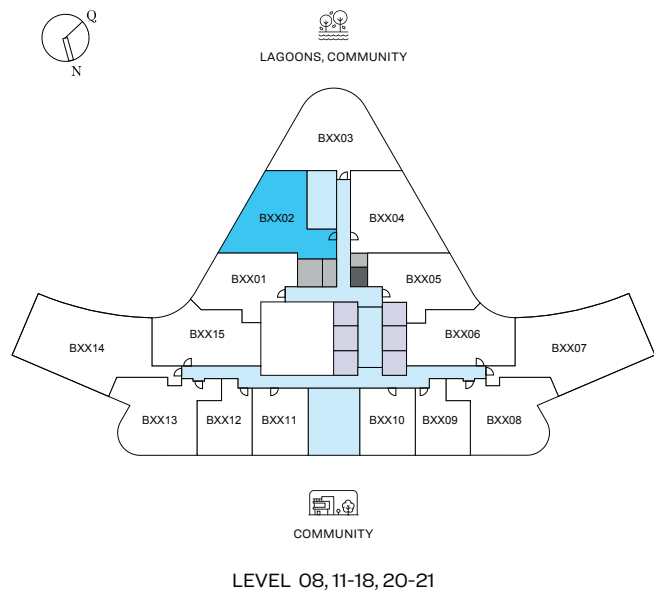 Q
N
LAGOONS, COMMUNITY
BXX03
BXX02
BXX04
BXX01
BXX05
BXX15
BXX06
BXX14
BXX07
BXX13
BXX12
BXX11
BXX10
BXX09
BXX08
COMMUNITY
LEVEL 08, 11-18, 20-21